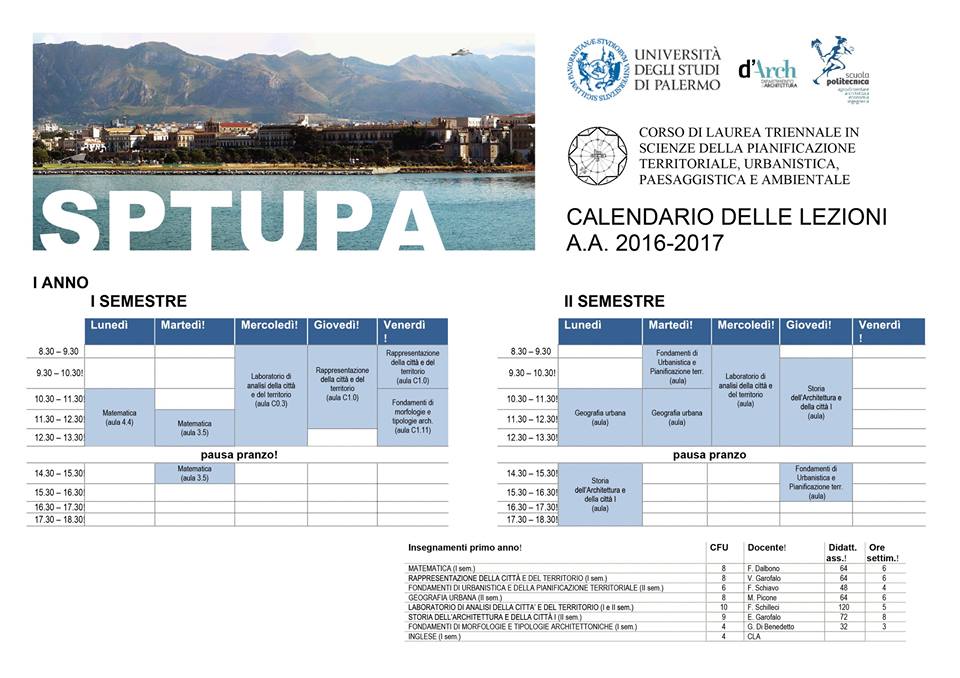 UNIVERSITÀ
DEGLI STUDI
DI PALERMO
d'Arch
DIPARTIMENTO
DI ARCHITETTURA
scuola
politecnica
SPTUPA
CORSO DI LAUREA TRIENNALE IN
SCIENZE DELLA PIANIFICAZIONE
TERRITORIALE, URBANISTICA,
PAESAGGISTICA E AMBIENTALE
CALENDARIO DELLE LEZIONI
A.A. 2016-2017
I ANNO
I SEMESTRE
Lunedì Martedì! Mercoledì! Giovedì! Venerdì
!
8.30 – 9.30
9.30 – 10.30!
10.30 – 11.30!
11.30 – 12.30!
12.30 – 13.30!
Matematica
(aula 4.4)
Matematica
(aula 3.5)
Laboratorio di
analisi della città
e del territorio
(aula C0.3)
Rappresentazione
della città e del
territorio
(aula C1.0)
Rappresentazione
della città e del
territorio
(aula C1.0)
Fondamenti di
morfologie e
tipologie arch.
(aula C1.11)
pausa pranzo!
14.30 – 15.30!
15.30 – 16.30!
16.30 – 17.30!
17.30 – 18.30!
Matematica
(aula 3.5)
II SEMESTRE
Lunedì Martedì! Mercoledì! Giovedì! Venerdì
!
8.30 – 9.30
9.30 – 10.30!
10.30 – 11.30!
11.30 – 12.30!
12.30 – 13.30!
Geografia urbana
(aula)
Fondamenti di
Urbanistica e
Pianificazione terr.
(aula)
Geografia urbana
(aula)
Laboratorio di
analisi della città e
del territorio
(aula)
Storia
dell'Architettura e
della città I
(aula)
pausa pranzo
14.30 – 15.30!
15.30 – 16.30!
16.30 – 17.30!
17.30 – 18.30!
Storia
dell'Architettura e
della città I
(aula)
Fondamenti di
Urbanistica e
Pianificazione terr.
(aula)
Insegnamenti primo anno! CFU Docente! Didatt. ass.! Ore settim.!
MATEMATICA (I sem.) 8 F. Dalbono 64 6
RAPPRESENTAZIONE DELLA CITTÀ E DEL TERRITORIO (I sem.) 8 V. Garofalo 64 6
FONDAMENTI DI URBANISTICA E DELLA PIANIFICAZIONE TERRITORIALE (II sem.) 6 F. Schiavo 48 4
GEOGRAFIA URBANA (II sem.) 8 M. Picone 64 6
LABORATORIO DI ANALISI DELLA CITTA' E DEL TERRITORIO (I e II sem.) 10 F. Schilleci 120 5
STORIA DELL'ARCHITETTURA E DELLA CITTÀ I (II sem.) 9 E. Garofalo 72 8
FONDAMENTI DI MORFOLOGIE E TIPOLOGIE ARCHITETTONICHE (I sem.) 4 G. Di Benedetto 32 3
INGLESE (I sem.) 4 CLA